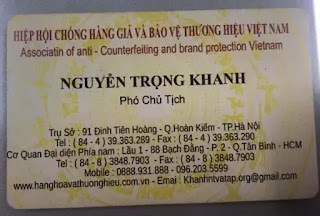 HIỆP HỘI CHỐNG HÀNG GIẢ VÀ BẢO VỆ THƯƠNG HIỆU VIỆT NAM
Associatin of anti - Counterfeiting and brand protection Vietnam
NGUYỄN TRỌNG KHANH
Phó Chủ Tịch
Trụ Sở : 91 Đinh Tiên Hoàng - Q.Hoàn Kiếm - TP.Hà Nội
Tel : ( 84 - 4 ) 39.363.289 - Fax : ( 84 - 4 ) 39.363.290
Cơ Quan Đại diện Phía nam : Lầu 1 - 88 Bạch Đằng - P. 2 - Q.Tân Bình - HCM
Tel : ( 84 - 8 ) 3848.7903 - Fax : ( 84 - 8 ) 3848.7903
Mobile : 0888.931.888 - 096.203.5599
www.hanghoavathuonghieu.com.vn - Emai : Khanhntvatap.org@gmail.com